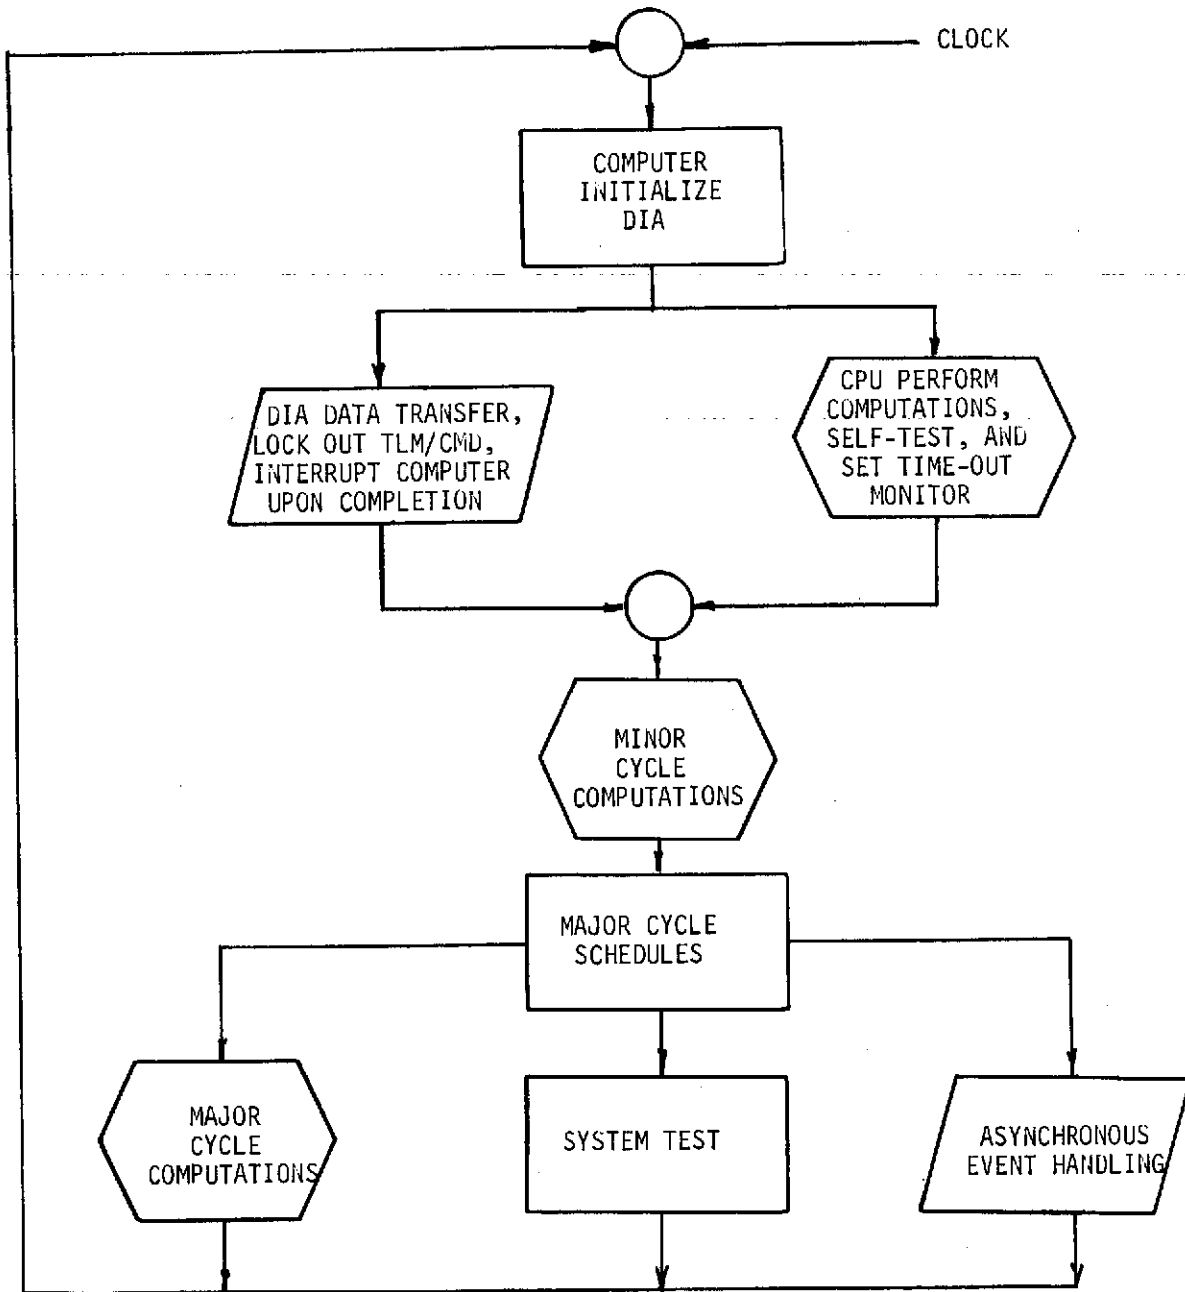 CLOCK
COMPUTER
INITIALIZE
DIA
DIA DATA TRANSFER,
LOCK OUT TLM/CMD,
INTERRUPT COMPUTER
UPON COMPLETION
CPU PERFORM
COMPUTATIONS,
SELF-TEST, AND
SET TIME-OUT
MONITOR
MINOR
CYCLE
COMPUTATIONS
MAJOR CYCLE
SCHEDULES
MAJOR
CYCLE
COMPUTATIONS
SYSTEM TEST
ASYNCHRONOUS
EVENT HANDLING